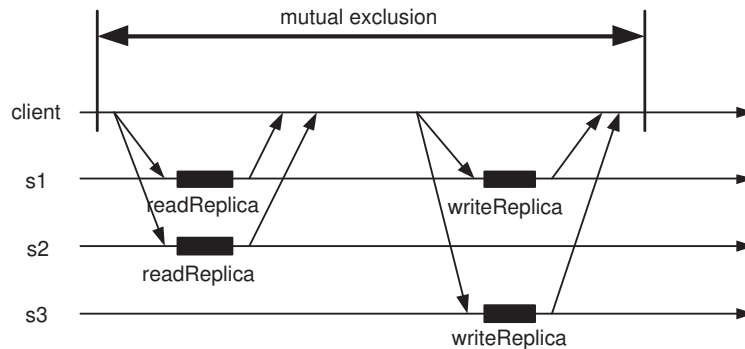 mutual exclusion
client
s1
readReplica
writeReplica
s2
readReplica
s3
writeReplica